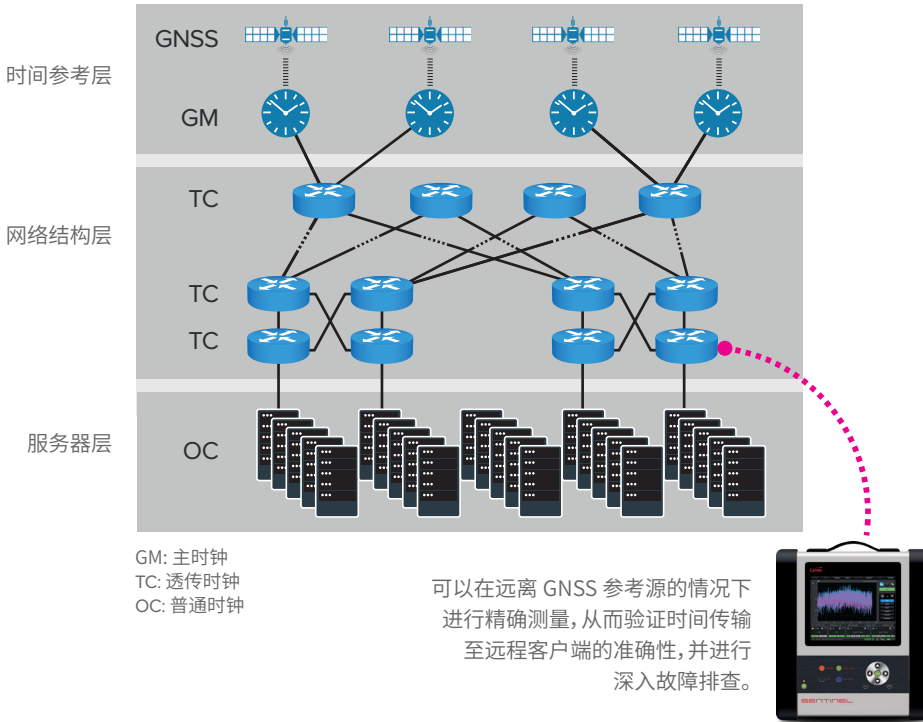 GNSS
时间参考层
GM
TC
网络结构层
TC
TC
服务器层
OC
GM: 主时钟
TC: 透传时钟
OC: 普通时钟
可以在远离 GNSS 参考源的情况下
进行精确测量,从而验证时间传输
至远程客户端的准确性,并进行
深入故障排查。
Calnex
SENTINEL